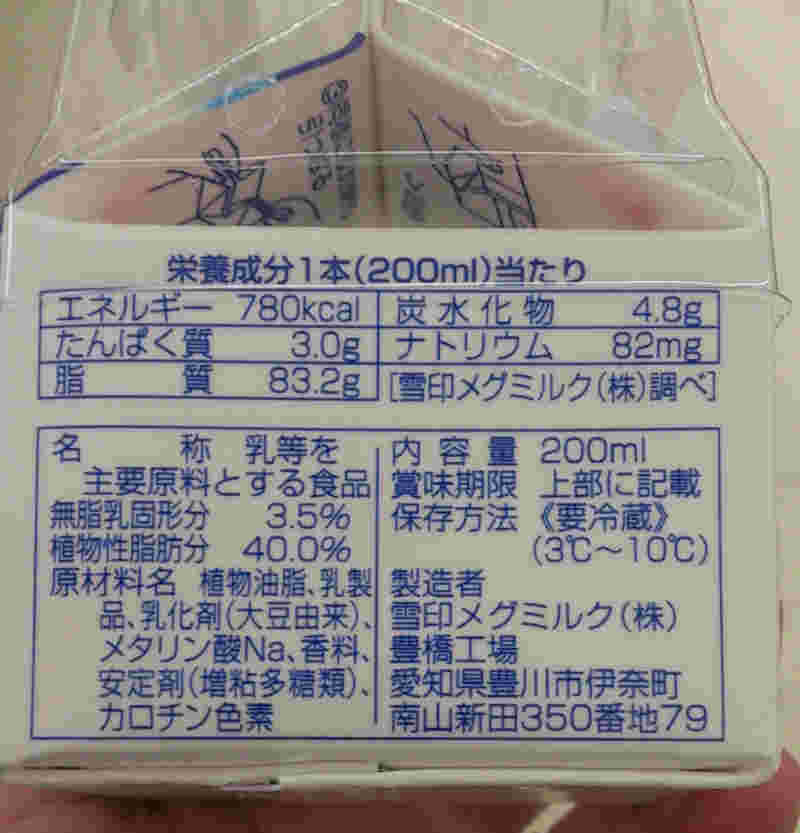 栄養成分1本(200ml)当たり
エネルギー 780kcal
炭水化物 4.8g
たんぱく質 3.0g
ナトリウム 82mg
脂質 83.2g
[雪印メグミルク(株)調べ]
名称 乳等を
主要原料とする食品
無脂乳固形分 3.5%
植物性脂肪分 40.0%
原材料名 植物油脂、乳製
品、乳化剤(大豆由来)、
メタリン酸Na、香料、
安定剤(増粘多糖類)、
カロチン色素
内容量 200ml
賞味期限 上部に記載
保存方法 《要冷蔵》
(3℃~10℃)
製造者
雪印メグミルク(株)
豊橋工場
愛知県豊川市伊奈町
南山新田350番地79